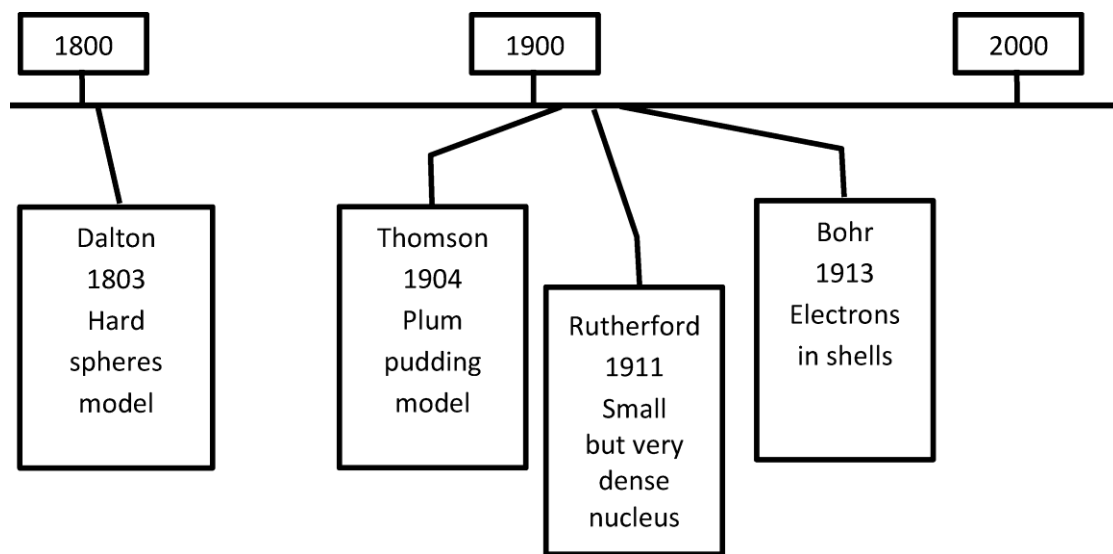 1800
1900
2000
Dalton
1803
Hard
spheres
model
Thomson
1904
Plum
pudding
model
Rutherford
1911
Small
but very
dense
nucleus
Bohr
1913
Electrons
in shells